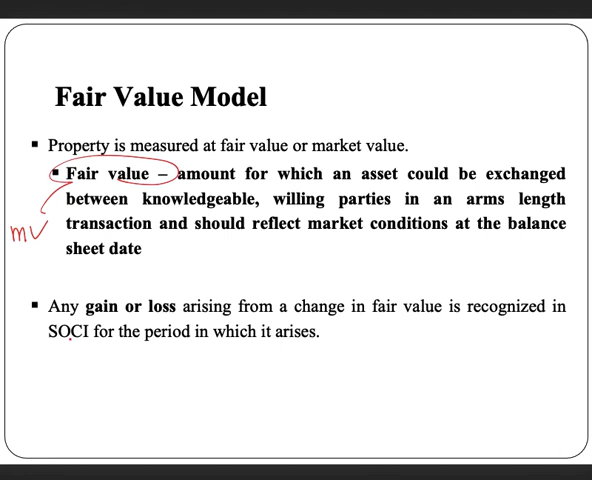 Fair Value Model
▪ Property is measured at fair value or market value.
▪ Fair value – amount for which an asset could be exchanged
between knowledgeable, willing parties in an arms length
mv transaction and should reflect market conditions at the balance
sheet date
▪ Any gain or loss arising from a change in fair value is recognized in
SOCI for the period in which it arises.